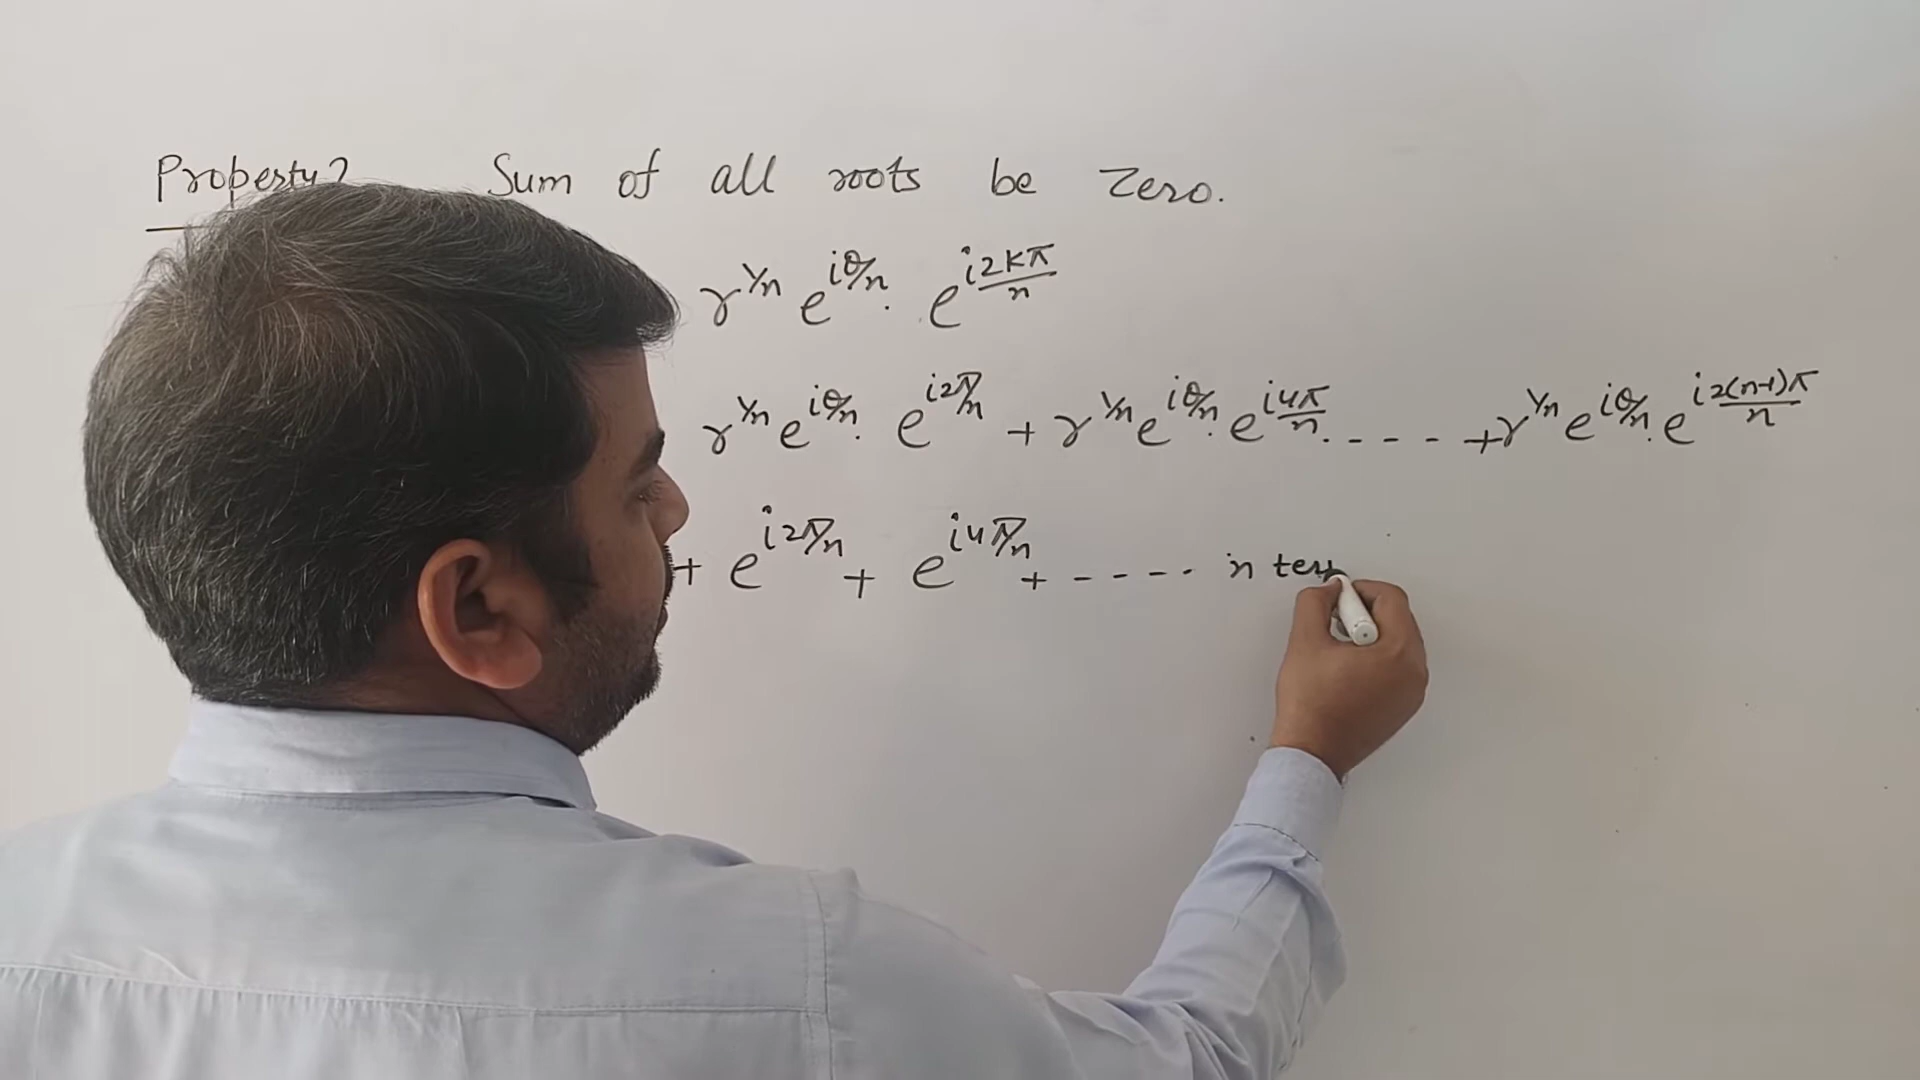 Property 2 Sum of all roots be zero.
r^{1/n} e^{iθ/n} . e^{i2kπ/n}
r^{1/n} e^{iθ/n} . e^{i2π/n} + r^{1/n} e^{iθ/n} . e^{i4π/n} . - - - - + r^{1/n} e^{iθ/n} . e^{i2(n-1)π/n}
+ e^{i2π/n} + e^{i4π/n} + - - - - n ter